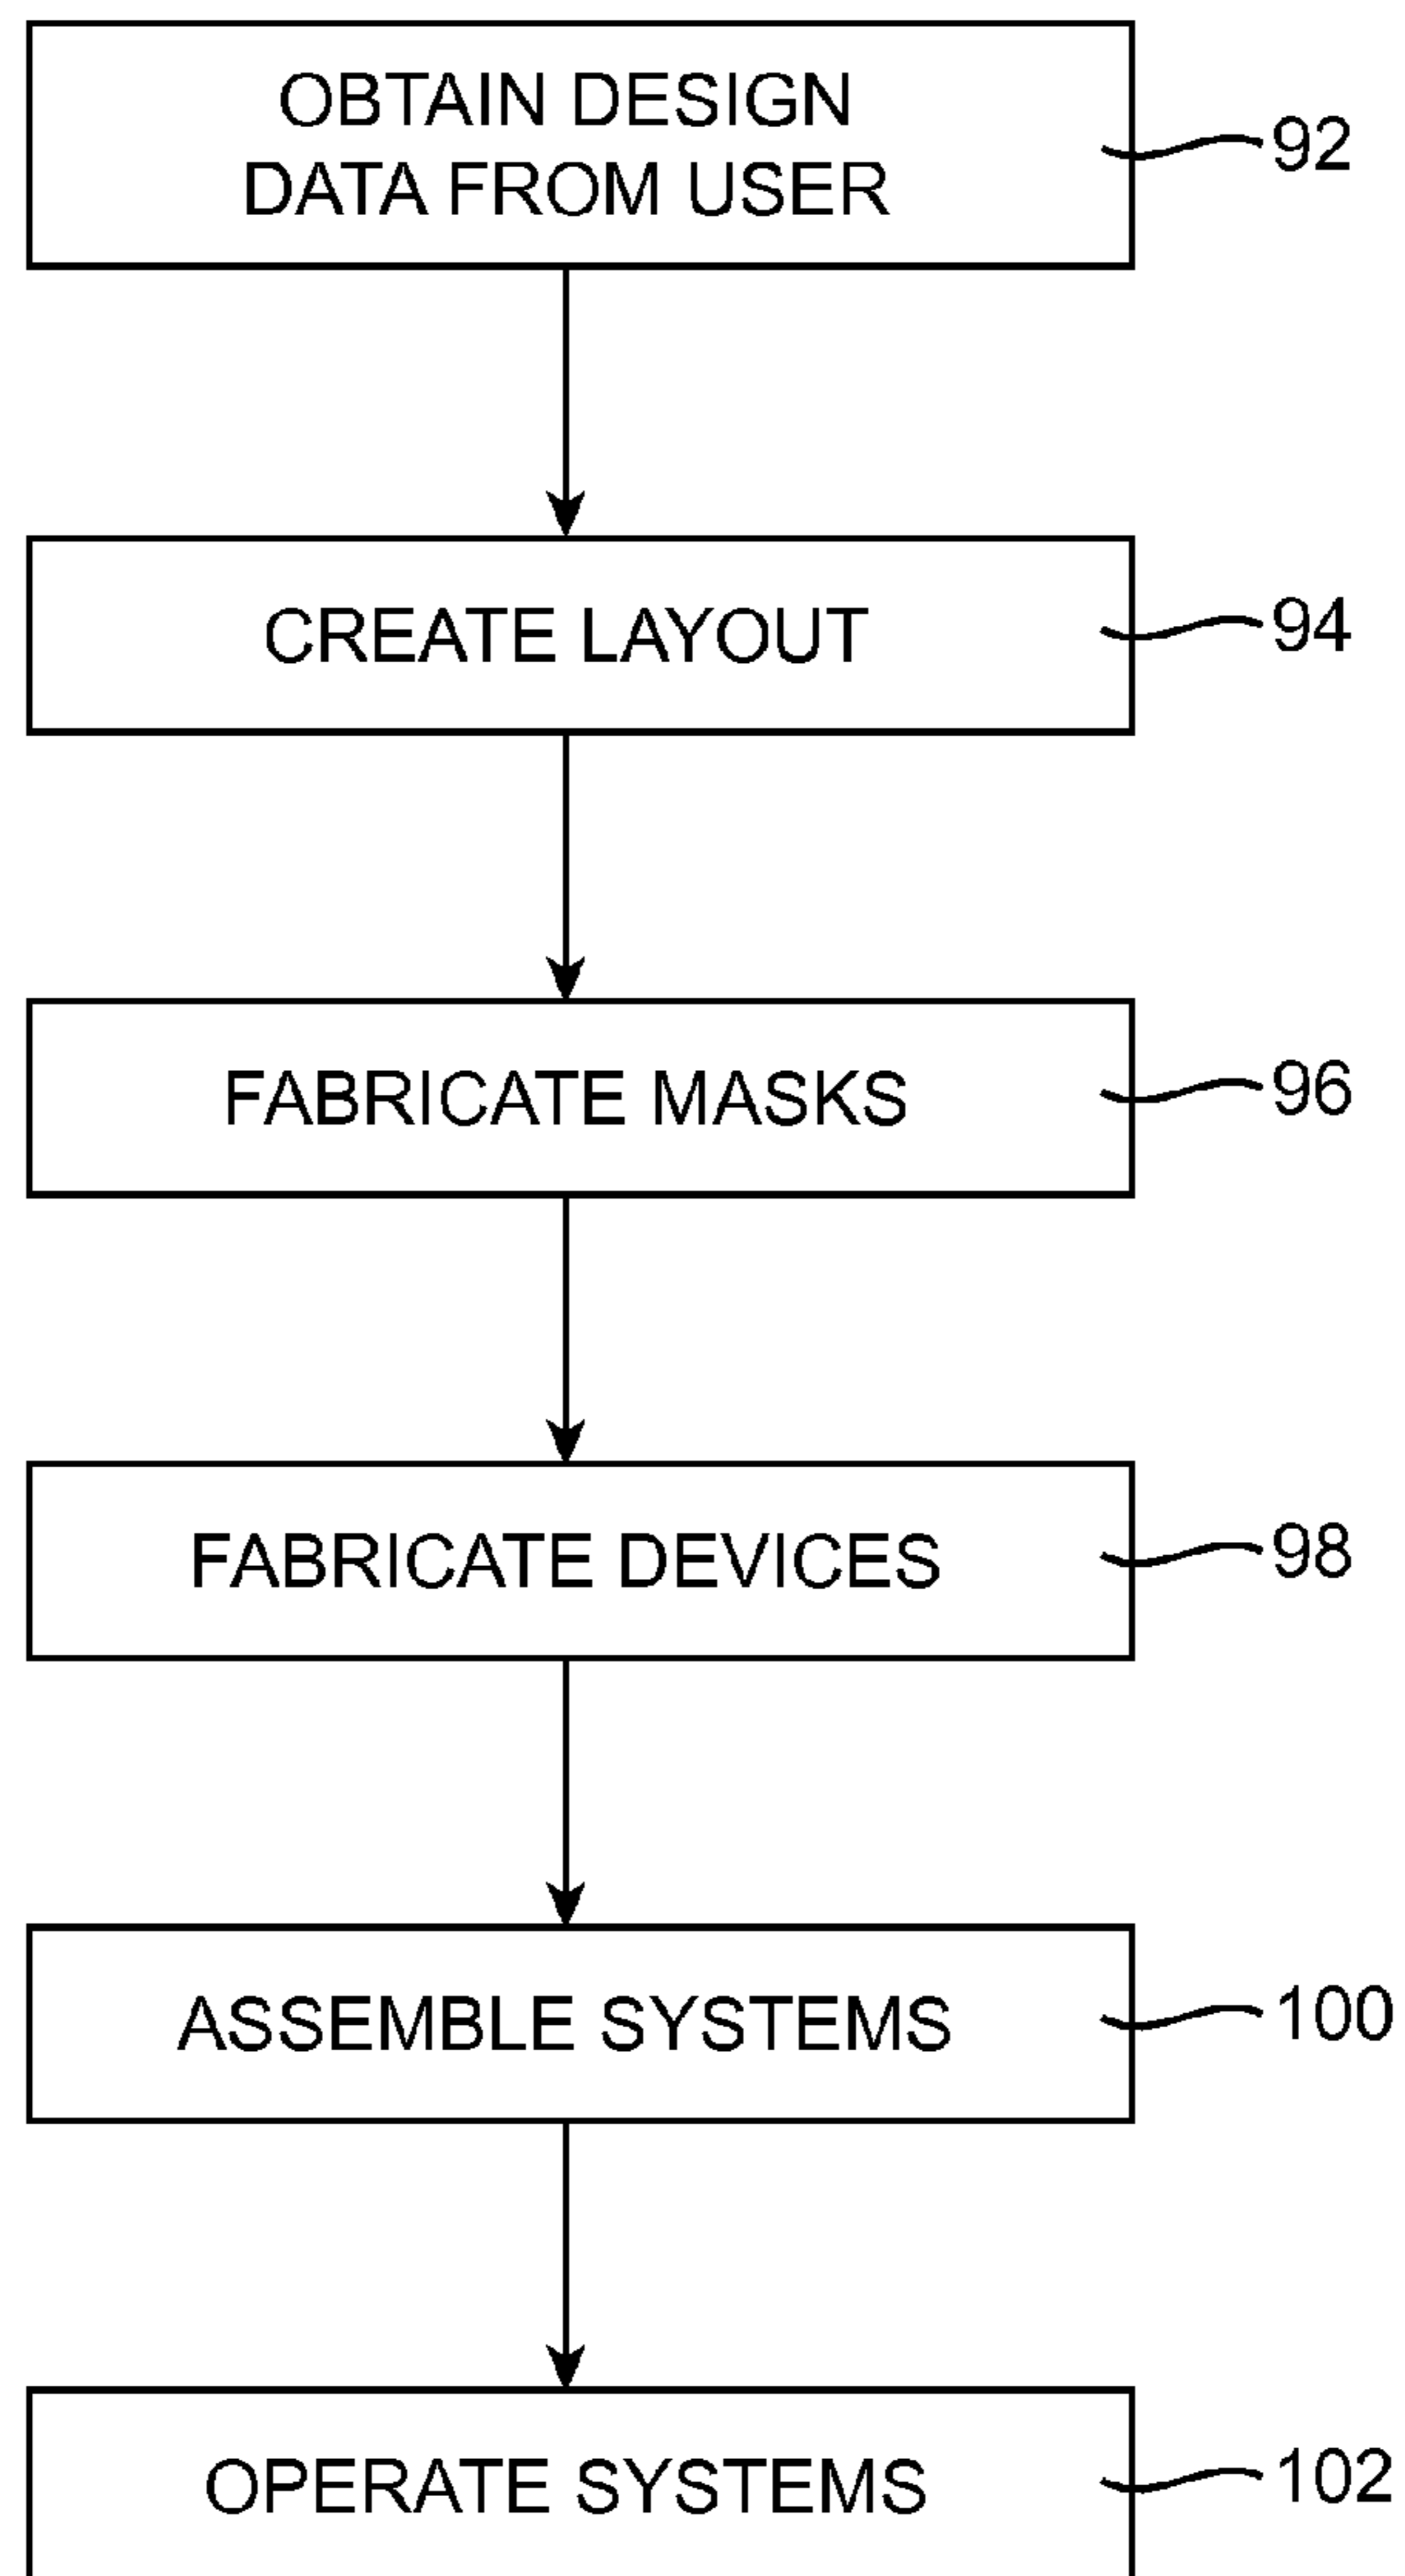 OBTAIN DESIGN
DATA FROM USER
92
CREATE LAYOUT
94
FABRICATE MASKS
96
FABRICATE DEVICES
98
ASSEMBLE SYSTEMS
100
OPERATE SYSTEMS
102